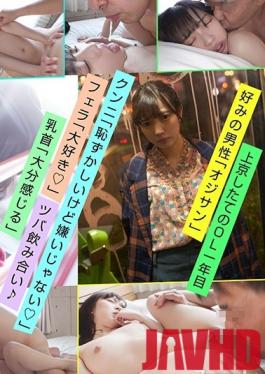 上京したてのOL一年目
好みの男性「オジサン」
クンニ「恥ずかしいけど嫌いじゃない♡」
フェラ「大好き♡」 ツバ飲み合い♪
乳首「大分感じる」
JAVHD